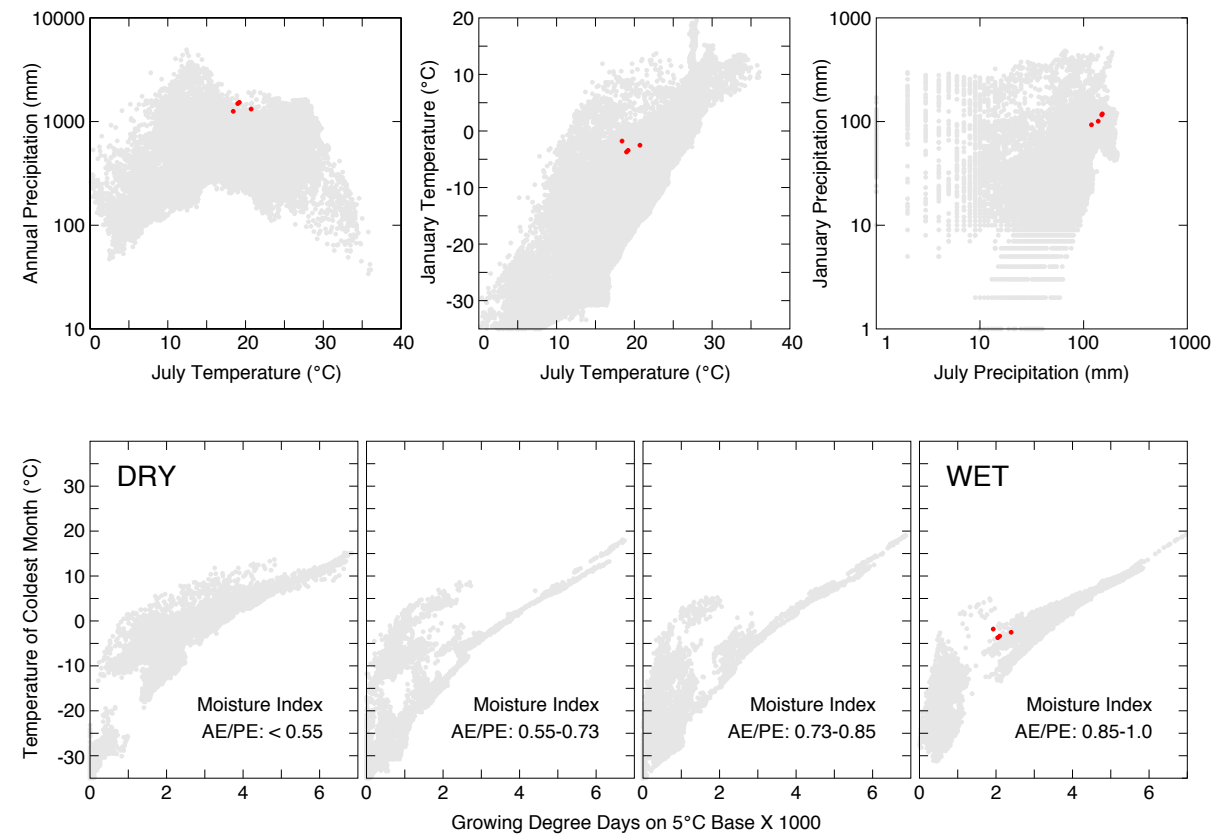 10000
1000
100
10
Annual Precipitation (mm)
0 10 20 30 40
July Temperature (°C)
20
10
0
-10
-20
-30
January Temperature (°C)
0 10 20 30 40
July Temperature (°C)
1000
100
10
1
January Precipitation (mm)
1 10 100 1000
July Precipitation (mm)
Temperature of Coldest Month (°C)
30
20
10
0
-10
-20
-30
DRY
Moisture Index
AE/PE: < 0.55
0 2 4 6
Moisture Index
AE/PE: 0.55-0.73
0 2 4 6
Moisture Index
AE/PE: 0.73-0.85
0 2 4 6
WET
Moisture Index
AE/PE: 0.85-1.0
0 2 4 6
Growing Degree Days on 5°C Base X 1000